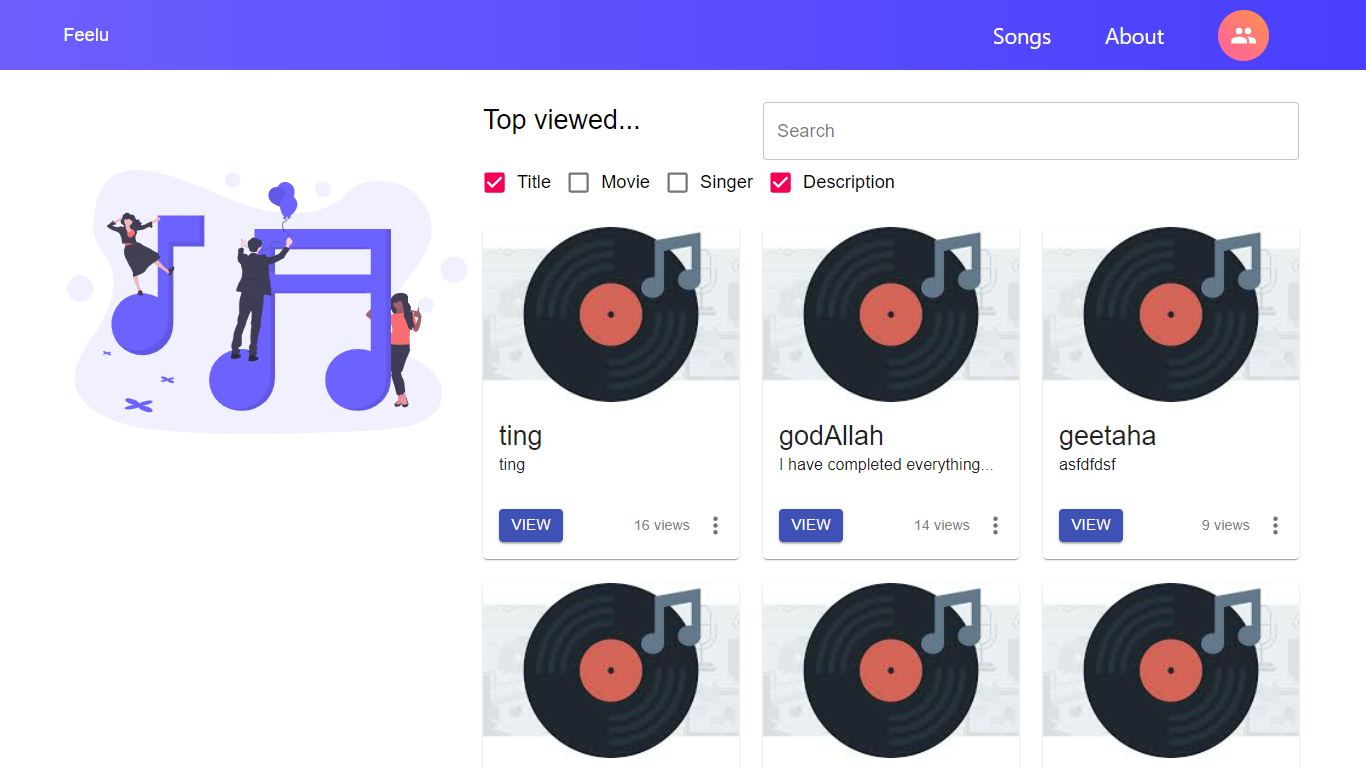 Feelu
Songs
About
Top viewed...
Search
Title
Movie
Singer
Description
ting
ting
VIEW
16 views
godAllah
I have completed everything...
VIEW
14 views
geetaha
asfdfdsf
VIEW
9 views